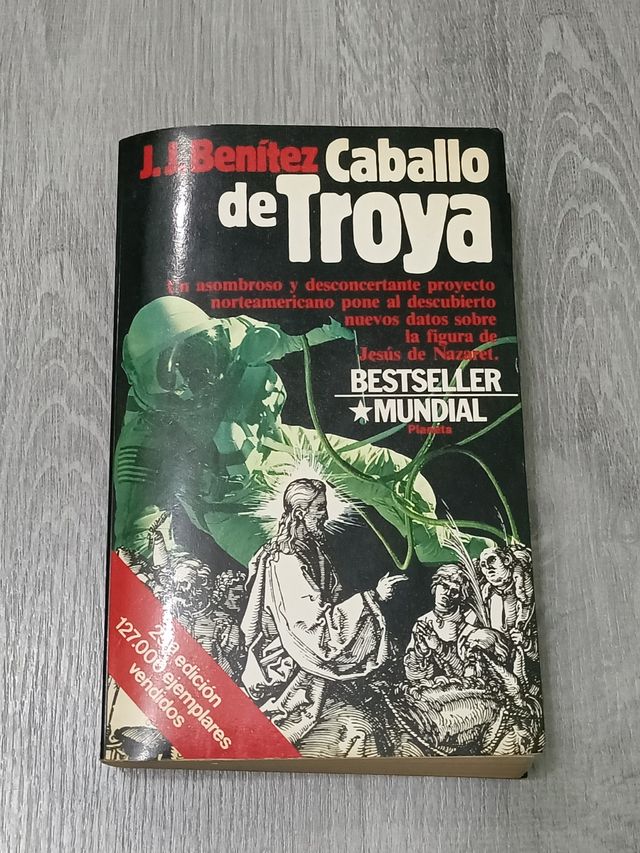 J.J. Benítez Caballo
de Troya
Un asombroso y desconcertante proyecto
norteamericano pone al descubierto
nuevos datos sobre
la figura de
Jesús de Nazaret.
BESTSELLER
★ MUNDIAL
Planeta
edición
127.000 ejemplares
vendidos